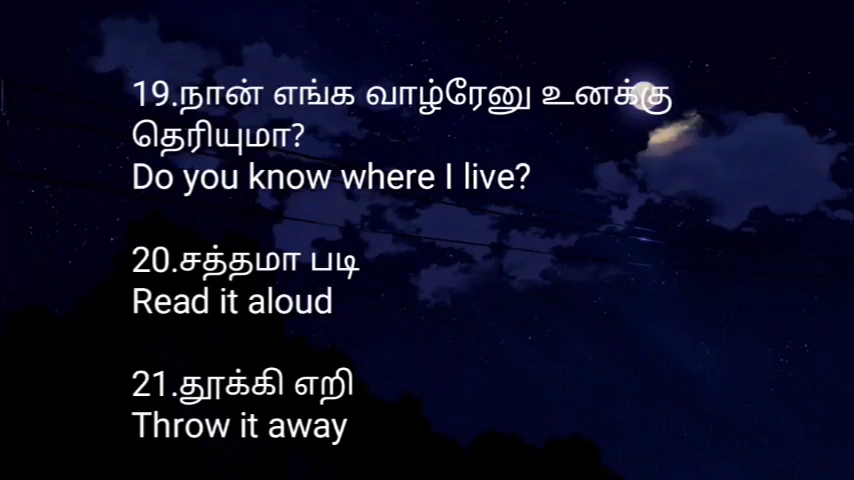 19.நான் எங்க வாழ்ரேனு உனக்கு
தெரியுமா?
Do you know where I live?
20.சத்தமா படி
Read it aloud
21.தூக்கி எறி
Throw it away